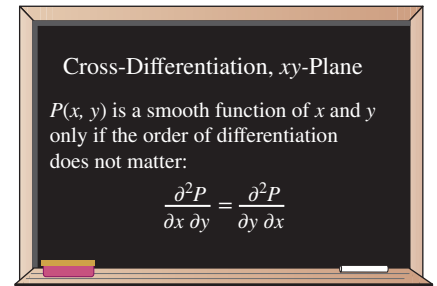 Cross-Differentiation, xy-Plane
P(x, y) is a smooth function of x and y
only if the order of differentiation
does not matter:
∂²P/∂x ∂y = ∂²P/∂y ∂x